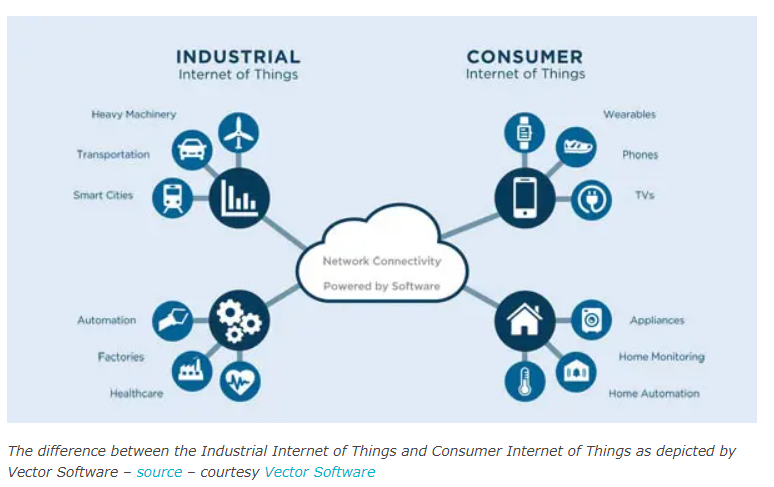 INDUSTRIAL
Internet of Things
CONSUMER
Internet of Things
Heavy Machinery
Transportation
Smart Cities
Wearables
Phones
TVs
Network Connectivity
Powered by Software
Automation
Factories
Healthcare
Appliances
Home Monitoring
Home Automation
The difference between the Industrial Internet of Things and Consumer Internet of Things as depicted by
Vector Software – source – courtesy Vector Software